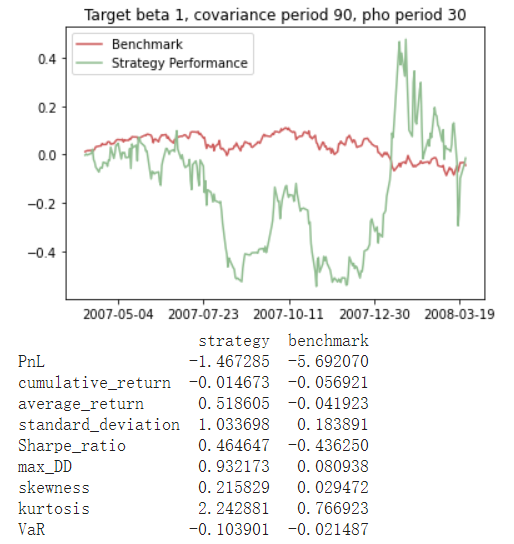 Target beta 1, covariance period 90, pho period 30
Benchmark
Strategy Performance
0.4
0.2
0.0
−0.2
−0.4
2007-05-04 2007-07-23 2007-10-11 2007-12-30 2008-03-19
strategy benchmark
PnL -1.467285 -5.692070
cumulative_return -0.014673 -0.056921
average_return 0.518605 -0.041923
standard_deviation 1.033698 0.183891
Sharpe_ratio 0.464647 -0.436250
max_DD 0.932173 0.080938
skewness 0.215829 0.029472
kurtosis 2.242881 0.766923
VaR -0.103901 -0.021487